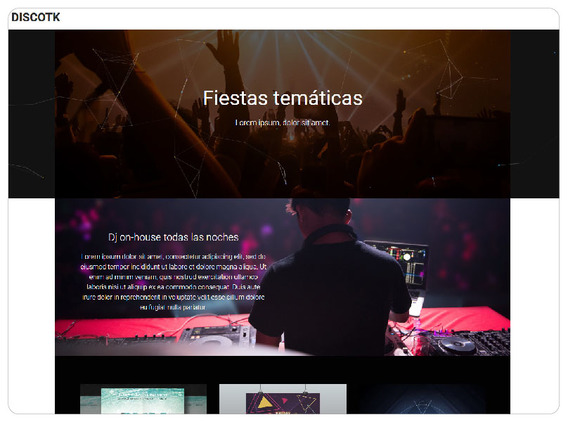 DISCOTK
Fiestas temáticas
Lorem ipsum, dolor sit amet.
Dj on-house todas las noches
Lorem ipsum dolor sit amet, consectetur adipiscing elit, sed do
eiusmod tempor incididunt ut labore et dolore magna aliqua. Ut
enim ad minim veniam, quis nostrud exercitation ullamco
laboris nisi ut aliquip ex ea commodo consequat. Duis aute
irure dolor in reprehenderit in voluptate velit esse cillum dolore
eu fugiat nulla pariatur.